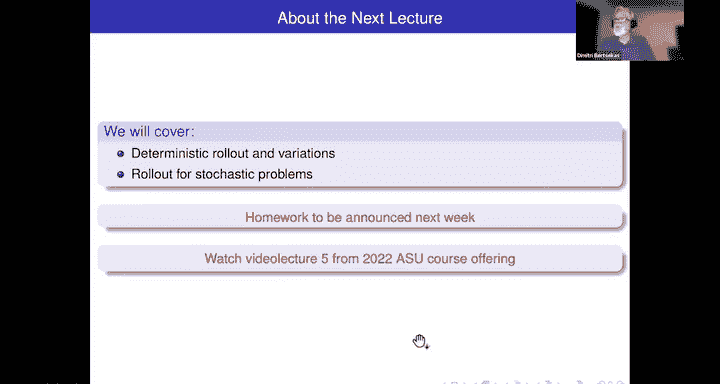 About the Next Lecture
Dimitri Bertsekas
We will cover:
Deterministic rollout and variations
Rollout for stochastic problems
Homework to be announced next week
Watch videolecture 5 from 2022 ASU course offering